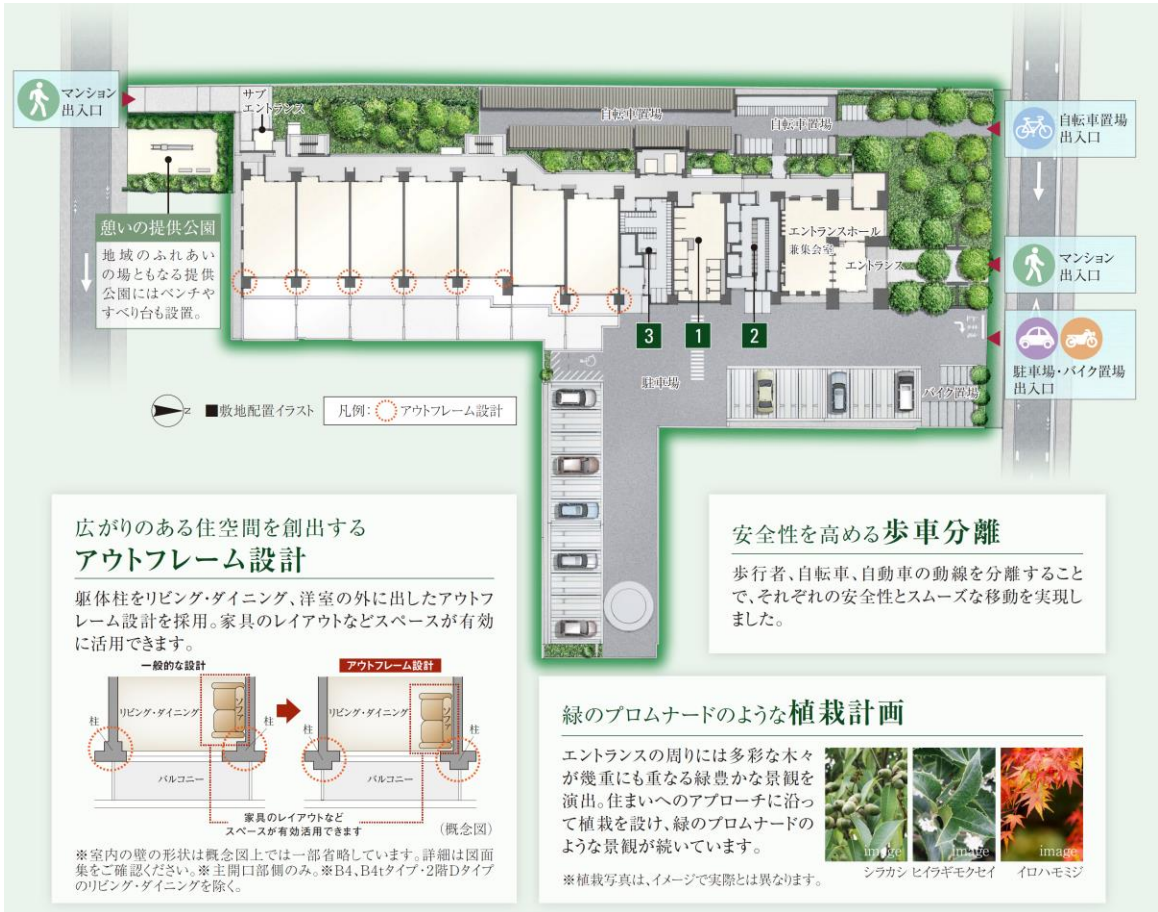 マンション
出入口
サブ
エントランス
自転車置場
自転車置場
自転車置場
出入口
憩いの提供公園
地域のふれあい
の場ともなる提供
公園にはベンチや
すべり台も設置。
エントランスホール
兼集会室
エントランス
マンション
出入口
3
1
2
駐車場
バイク置場
駐車場・バイク置場
出入口
N
■敷地配置イラスト
凡例：アウトフレーム設計
広がりのある住空間を創出する
アウトフレーム設計
躯体柱をリビング・ダイニング、洋室の外に出したアウトフ
レーム設計を採用。家具のレイアウトなどスペースが有効
に活用できます。
一般的な設計
アウトフレーム設計
リビング・ダイニング
ソファ
柱
柱
バルコニー
リビング・ダイニング
ソファ
柱
柱
バルコニー
家具のレイアウトなど
スペースが有効活用できます
（概念図）
※室内の壁の形状は概念図上では一部省略しています。詳細は図面
集をご確認ください。※主開口部側のみ。※B4、B4tタイプ・2階Dタイプ
のリビング・ダイニングを除く。
安全性を高める歩車分離
歩行者、自転車、自動車の動線を分離すること
で、それぞれの安全性とスムーズな移動を実現し
ました。
緑のプロムナードのような植栽計画
エントランスの周りには多彩な木々
が幾重にも重なる緑豊かな景観を
演出。住まいへのアプローチに沿っ
て植栽を設け、緑のプロムナードの
ような景観が続いています。
※植栽写真は、イメージで実際とは異なります。
image
image
image
シラカシ
ヒイラギモクセイ
イロハモミジ